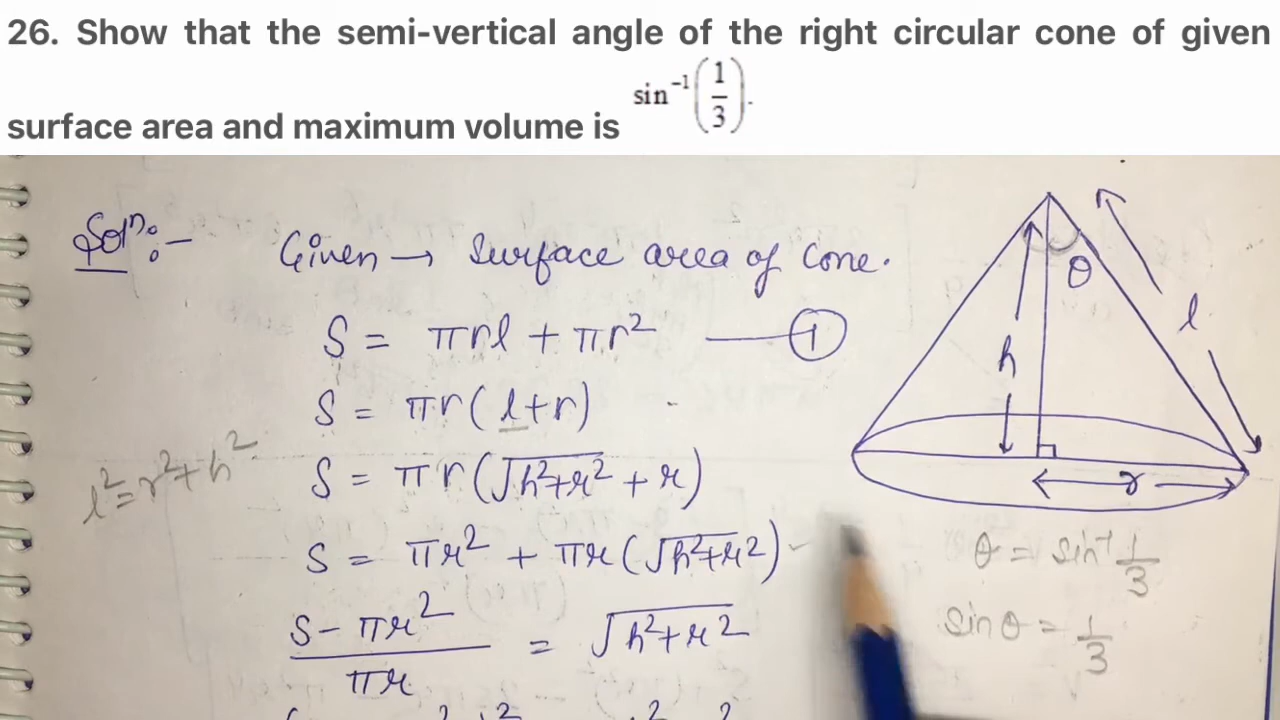 26. Show that the semi-vertical angle of the right circular cone of given
surface area and maximum volume is sin⁻¹(1/3).
Solⁿ:-
Given → Surface area of Cone.
S = πrl + πr² —— ①
S = πr(l+r)
S = πr(√h²+r² + r)
l²=r²+h²
S = πr² + πr(√h²+r²)
S - πr² / πr = √h²+r²
θ
l
h
r
θ = sin⁻¹ 1/3
sinθ = 1/3